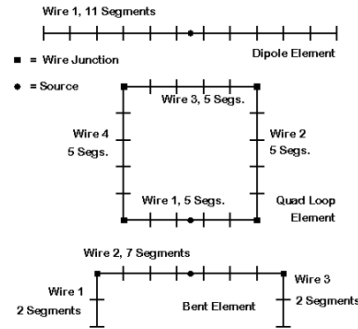 Wire 1, 11 Segments
Dipole Element
= Wire Junction
= Source
Wire 3, 5 Segs.
Wire 4
5 Segs.
Wire 2
5 Segs.
Wire 1, 5 Segs.
Quad Loop
Element
Wire 2, 7 Segments
Wire 1
2 Segments
Bent Element
Wire 3
2 Segments